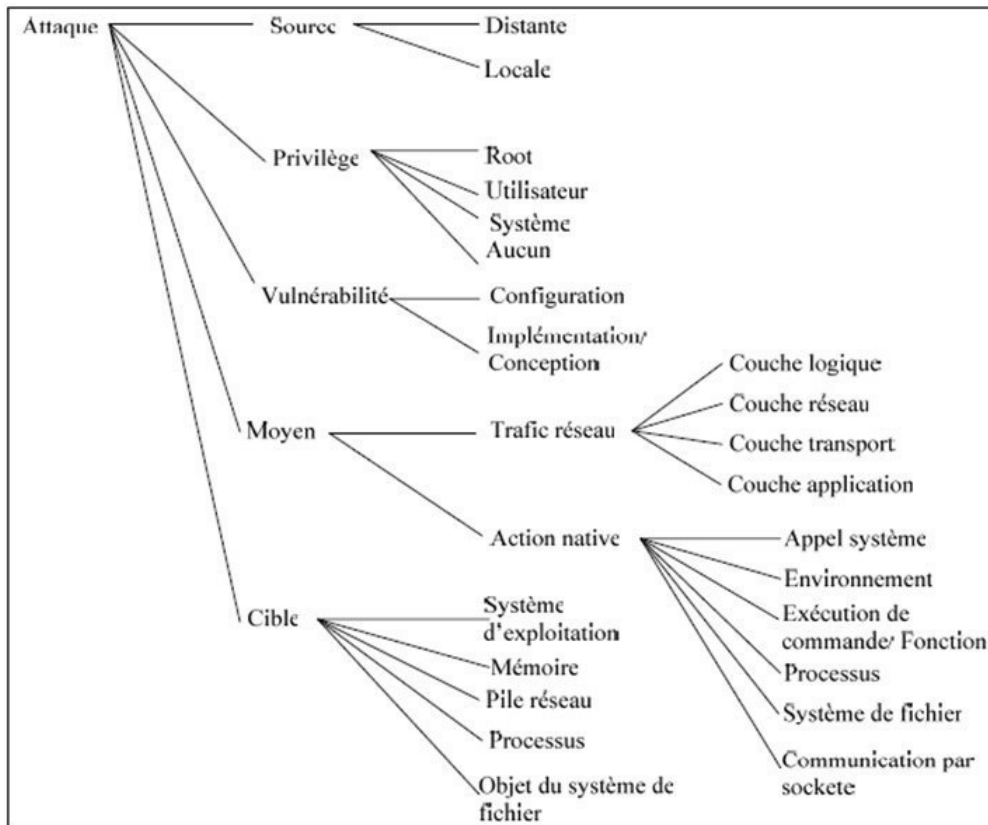 Attaque
Source
Distante
Locale
Privilège
Root
Utilisateur
Système
Aucun
Vulnérabilité
Configuration
Implémentation/
Conception
Moyen
Trafic réseau
Couche logique
Couche réseau
Couche transport
Couche application
Action native
Appel système
Environnement
Exécution de
commande/ Fonction
Processus
Système de fichier
Communication par
sockete
Cible
Système
d'exploitation
Mémoire
Pile réseau
Processus
Objet du système de
fichier